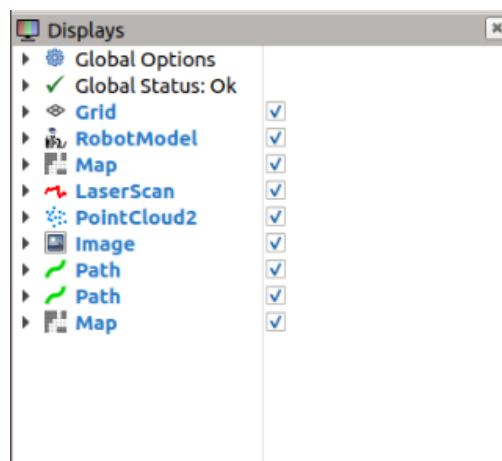 Displays
Global Options
Global Status: Ok
Grid
RobotModel
Map
LaserScan
PointCloud2
Image
Path
Path
Map